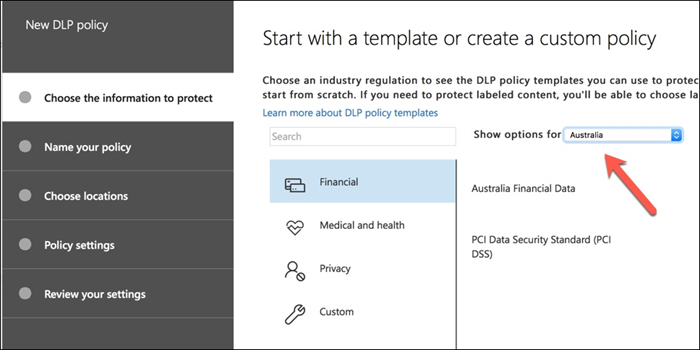 New DLP policy
Choose the information to protect
Name your policy
Choose locations
Policy settings
Review your settings
Start with a template or create a custom policy
Choose an industry regulation to see the DLP policy templates you can use to protec
start from scratch. If you need to protect labeled content, you'll be able to choose la
Learn more about DLP policy templates
Search
Show options for Australia
Financial
Medical and health
Privacy
Custom
Australia Financial Data
PCI Data Security Standard (PCI
DSS)